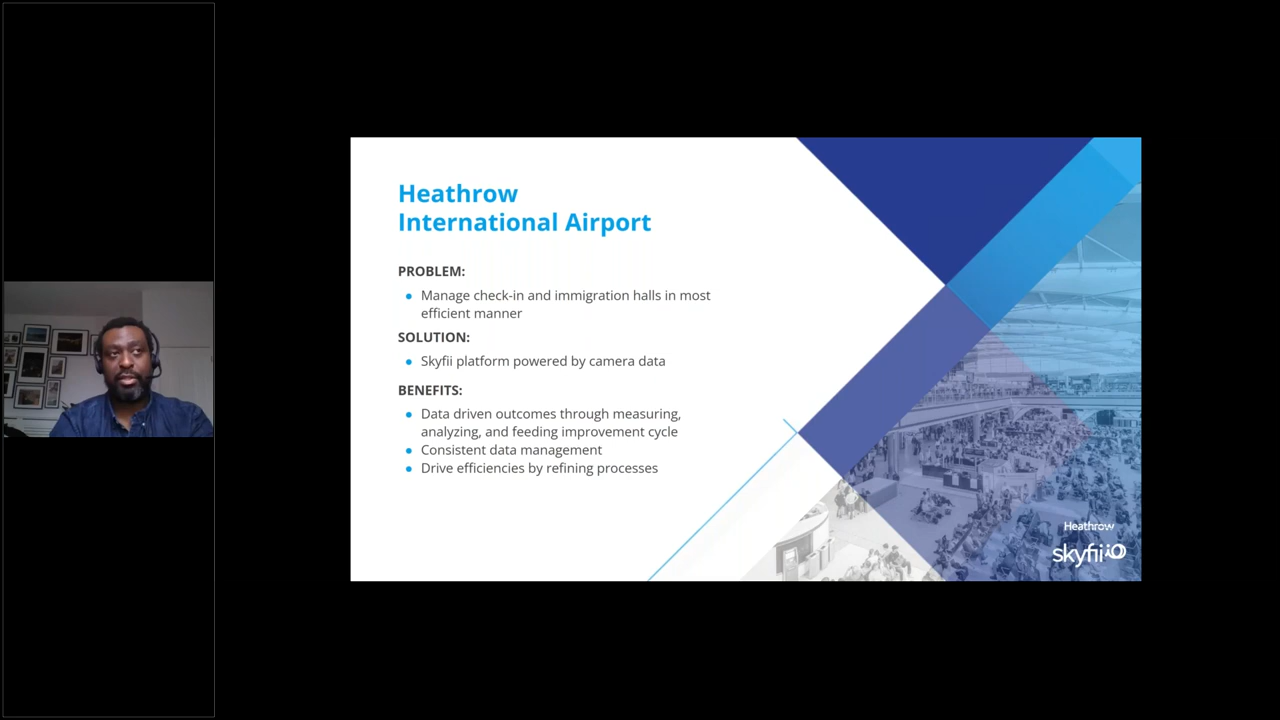 Heathrow
International Airport
PROBLEM:
Manage check-in and immigration halls in most
efficient manner
SOLUTION:
Skyfii platform powered by camera data
BENEFITS:
Data driven outcomes through measuring,
analyzing, and feeding improvement cycle
Consistent data management
Drive efficiencies by refining processes
Heathrow
skyfii iO